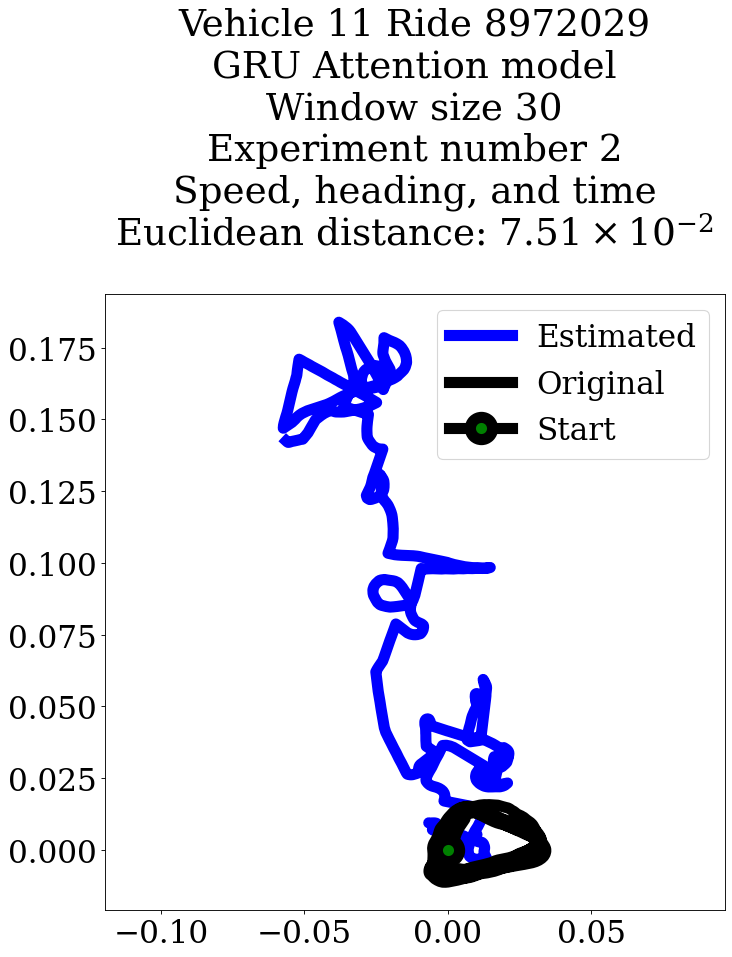 Vehicle 11 Ride 8972029
GRU Attention model
Window size 30
Experiment number 2
Speed, heading, and time
Euclidean distance: 7.51 × 10⁻²
Estimated
Original
Start
0.175
0.150
0.125
0.100
0.075
0.050
0.025
0.000
−0.10 −0.05 0.00 0.05